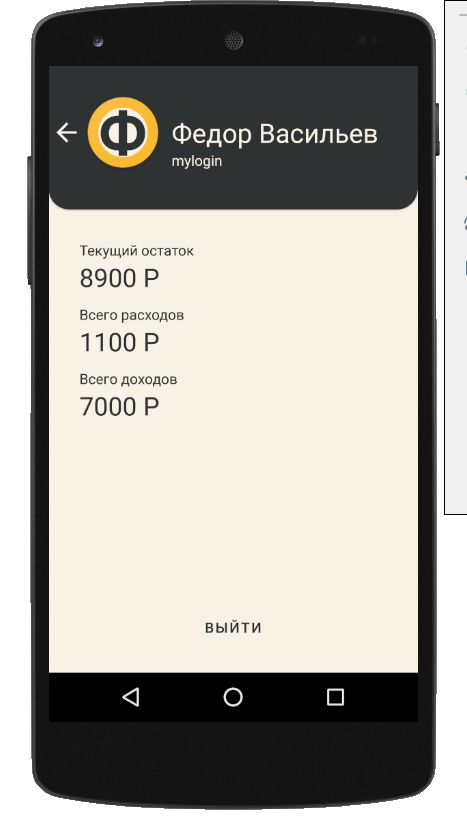 Ф
Федор Васильев
mylogin
Текущий остаток
8900 Р
Всего расходов
1100 Р
Всего доходов
7000 Р
ВЫЙТИ